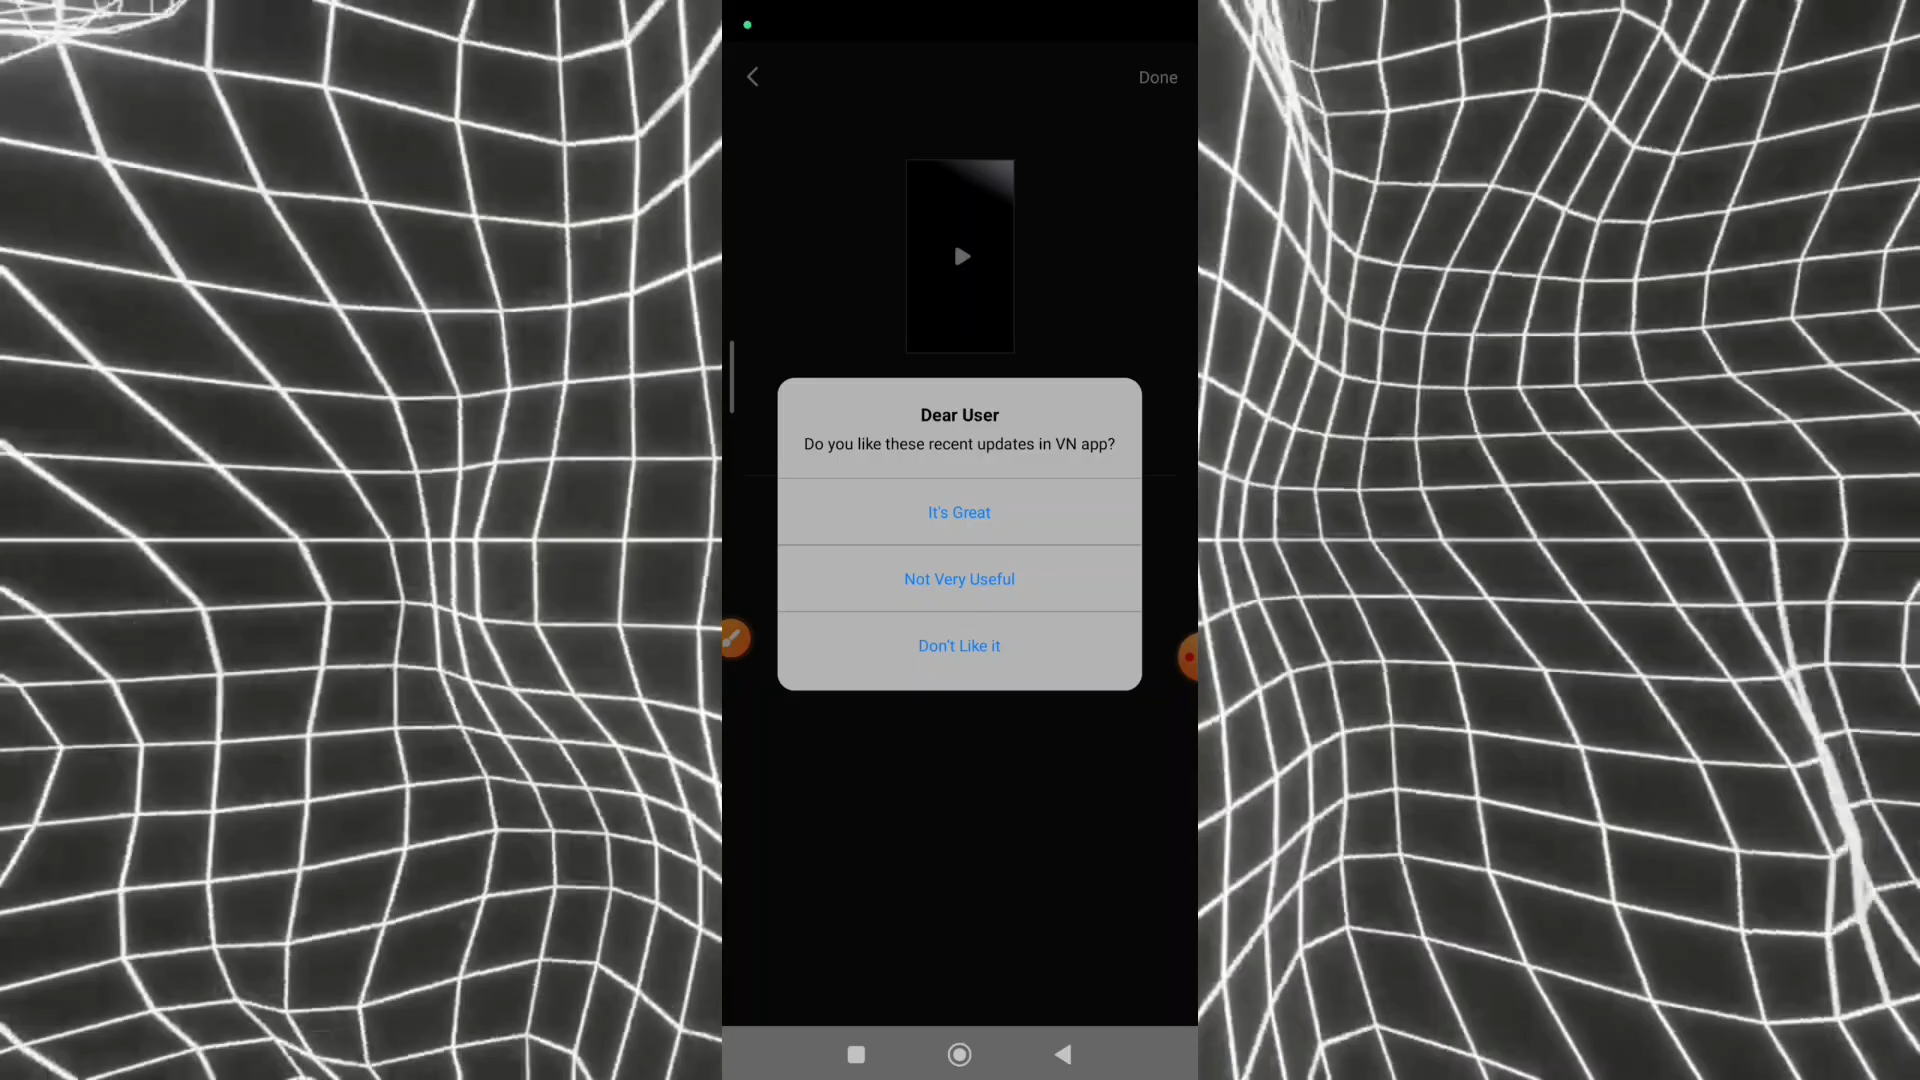 Done
Dear User
Do you like these recent updates in VN app?
It's Great
Not Very Useful
Don't Like it